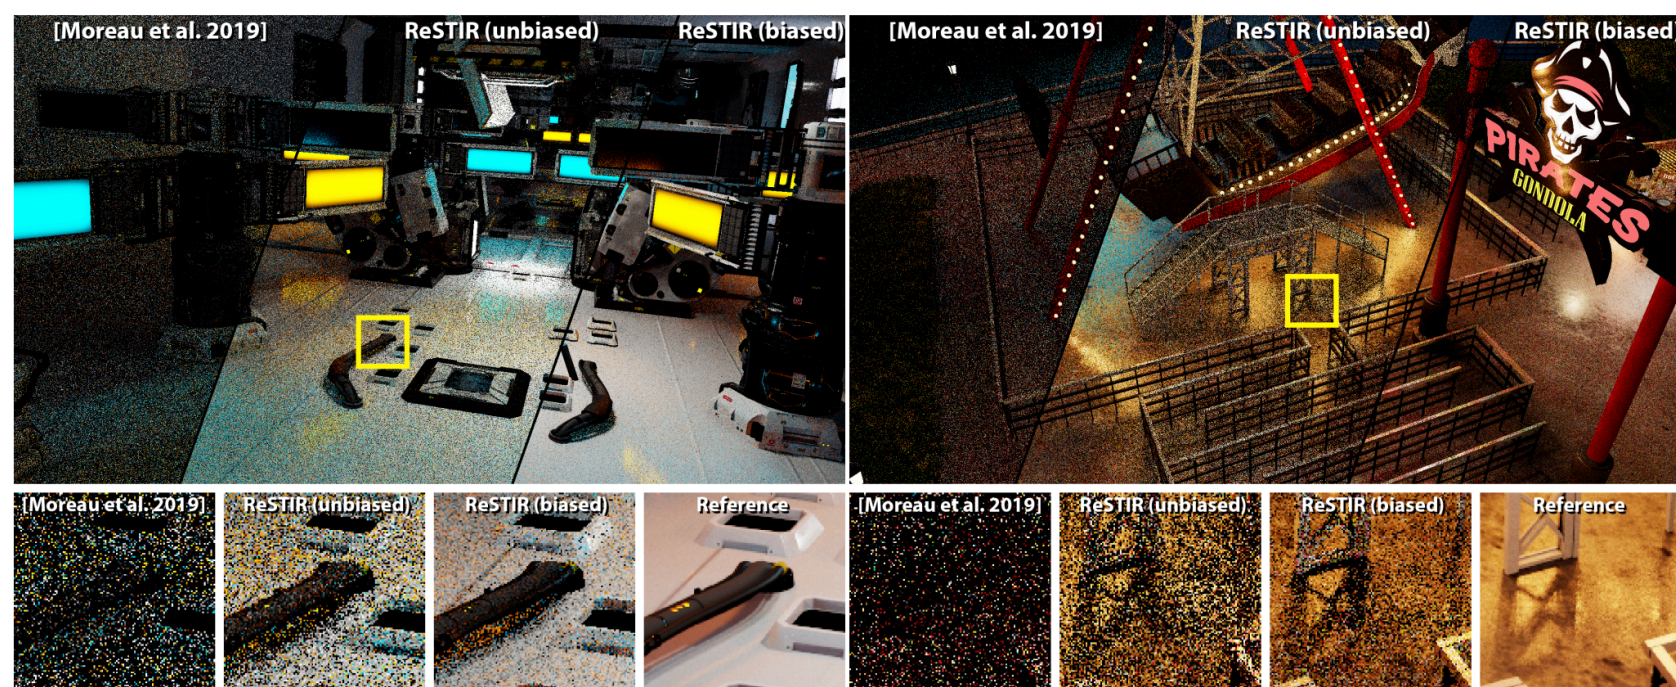 [Moreau et al. 2019]
ReSTIR (unbiased)
ReSTIR (biased)
[Moreau et al. 2019]
ReSTIR (unbiased)
ReSTIR (biased)
PIRATES
GONDOLA
[Moreau et al. 2019]
ReSTIR (unbiased)
ReSTIR (biased)
Reference
[Moreau et al. 2019]
ReSTIR (unbiased)
ReSTIR (biased)
Reference